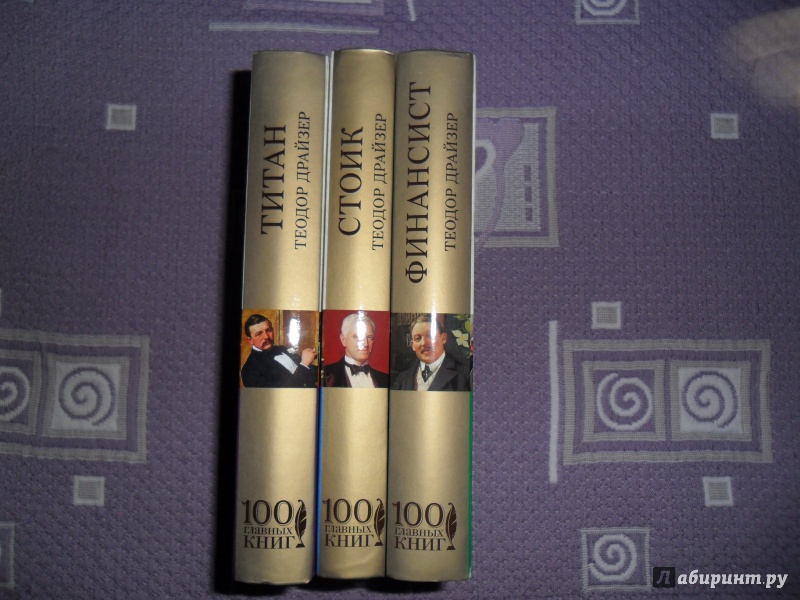 ТИТАН
ТЕОДОР ДРАЙЗЕР
100
главных
КНИГ
СТОИК
ТЕОДОР ДРАЙЗЕР
100
главных
КНИГ
ФИНАНСИСТ
ТЕОДОР ДРАЙЗЕР
100
главных
КНИГ
Лабиринт.ру